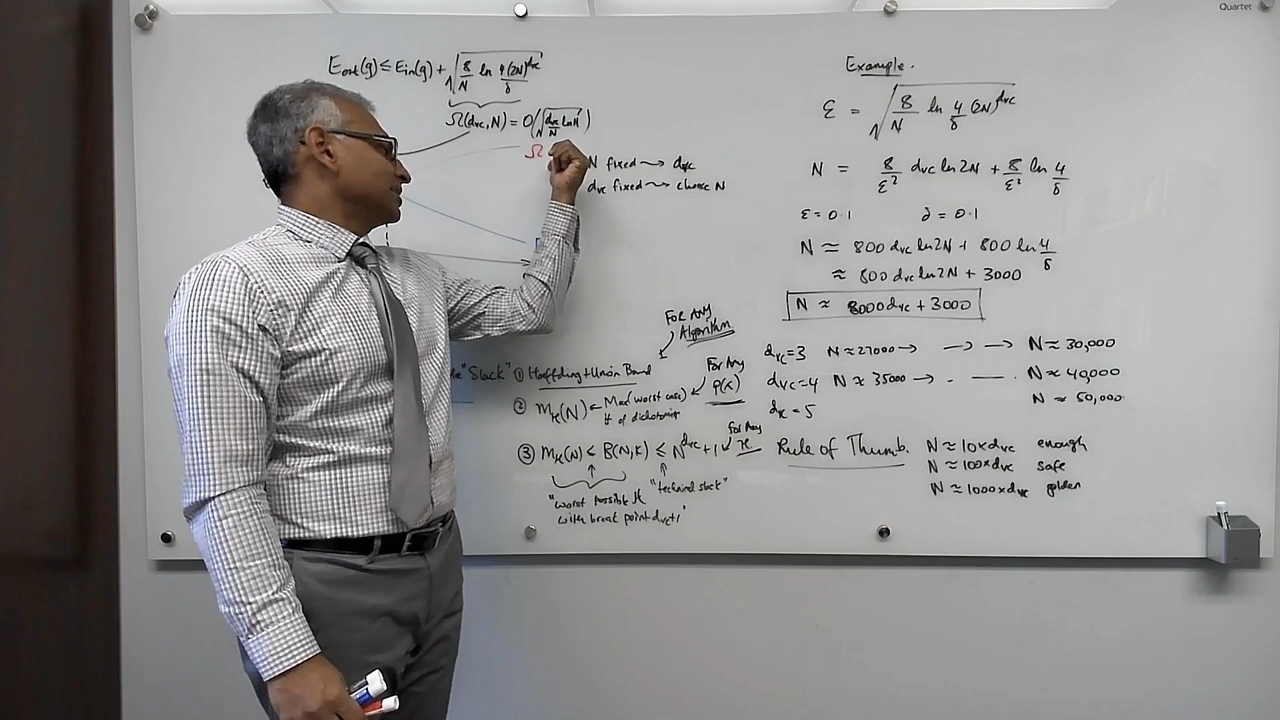 Quartet
Eout(g) ≤ Ein(g) + √(8/N ln 4(2N)^dvc/δ)
Ω(dvc, N) = O(√(dvc/N ln N))
Ω
N fixed ⟿ dvc
dvc fixed ⟿ choose N
"Slack" ① Hoeffding + Union Bound
FOR ANY
Algorithm
② mH(N) ← Max (worst case)
# of dichotomies
For Any
P(x)
③ mH(N) ≤ B(N,K) ≤ N^dvc + 1
for Any
H
"worst possible H
with break point dvc+1"
"technical slack"
Example.
ε = √(8/N ln 4/δ (2N)^dvc)
N = 8/ε² dvc ln 2N + 8/ε² ln 4/δ
ε = 0.1 ∂ = 0.1
N ≈ 800 dvc ln 2N + 800 ln 4/δ
≈ 800 dvc ln 2N + 3000
N ≈ 8000 dvc + 3000
dvc = 3 N ≈ 27000 → → → N ≈ 30,000
dvc = 4 N ≈ 35000 → . — . N ≈ 40,000
dvc = 5 N ≈ 50,000
Rule of Thumb. N ≈ 10 x dvc enough
N ≈ 100 x dvc safe
N ≈ 1000 x dvc golden